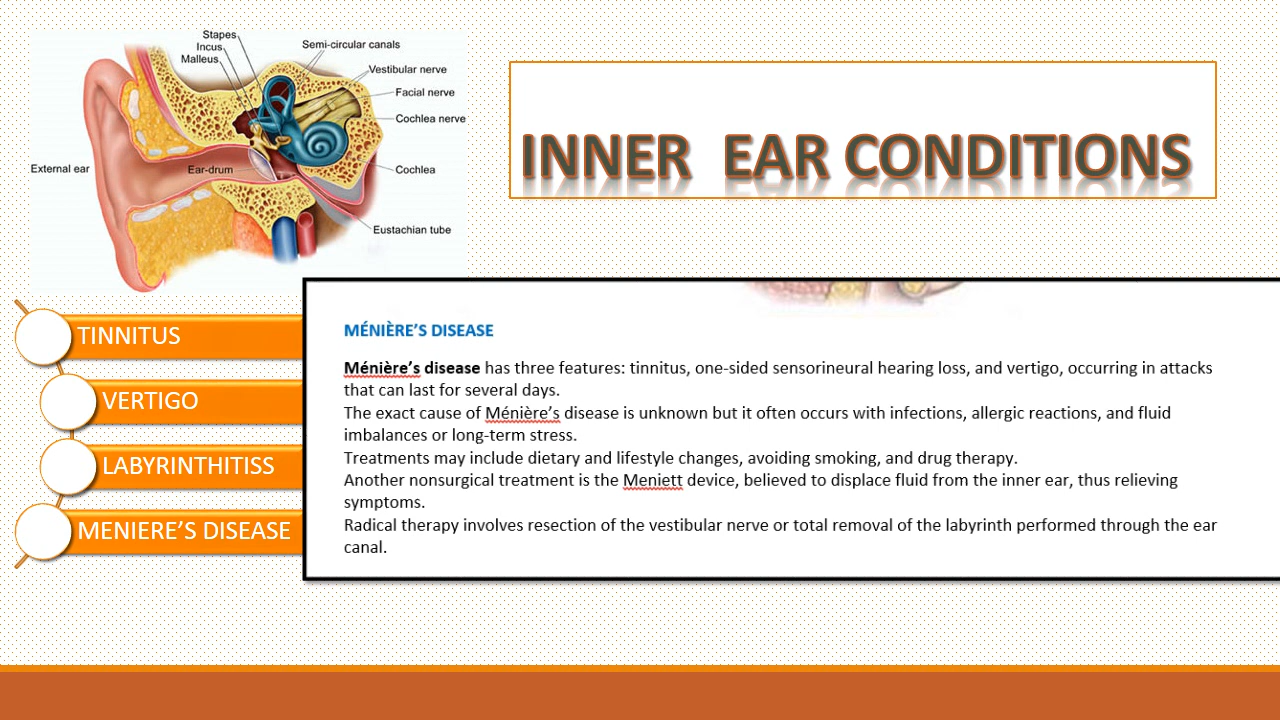 Stapes
Incus
Malleus
Semi-circular canals
Vestibular nerve
Facial nerve
Cochlea nerve
External ear
Ear-drum
Cochlea
Eustachian tube
INNER EAR CONDITIONS
TINNITUS
VERTIGO
LABYRINTHITISS
MENIERE’S DISEASE
MÉNIÈRE’S DISEASE
Ménière’s disease has three features: tinnitus, one-sided sensorineural hearing loss, and vertigo, occurring in attacks
that can last for several days.
The exact cause of Ménière’s disease is unknown but it often occurs with infections, allergic reactions, and fluid
imbalances or long-term stress.
Treatments may include dietary and lifestyle changes, avoiding smoking, and drug therapy.
Another nonsurgical treatment is the Meniett device, believed to displace fluid from the inner ear, thus relieving
symptoms.
Radical therapy involves resection of the vestibular nerve or total removal of the labyrinth performed through the ear
canal.